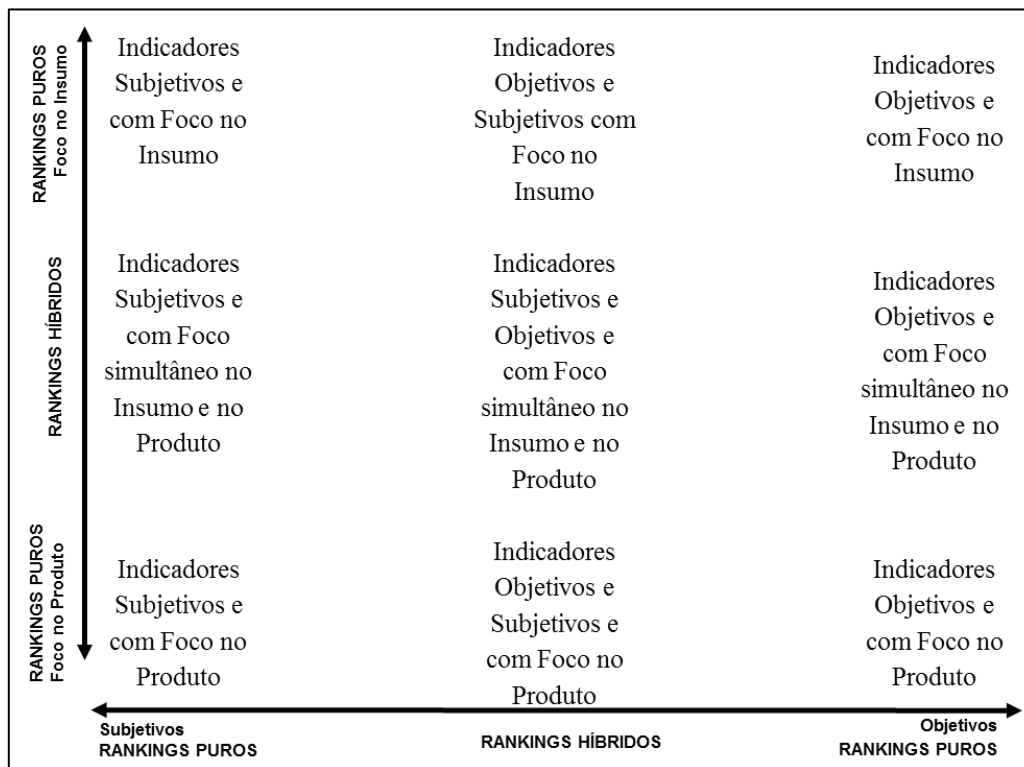 RANKINGS PUROS
Foco no Insumo
Indicadores
Subjetivos e
com Foco no
Insumo
Indicadores
Objetivos e
Subjetivos com
Foco no
Insumo
Indicadores
Objetivos e
com Foco no
Insumo
RANKINGS HÍBRIDOS
Indicadores
Subjetivos e
com Foco
simultâneo no
Insumo e no
Produto
Indicadores
Subjetivos e
Objetivos e
com Foco
simultâneo no
Insumo e no
Produto
Indicadores
Objetivos e
com Foco
simultâneo no
Insumo e no
Produto
RANKINGS PUROS
Foco no Produto
Indicadores
Subjetivos e
com Foco no
Produto
Indicadores
Objetivos e
Subjetivos e
com Foco no
Produto
Indicadores
Objetivos e
com Foco no
Produto
Subjetivos
RANKINGS PUROS
RANKINGS HÍBRIDOS
Objetivos
RANKINGS PUROS